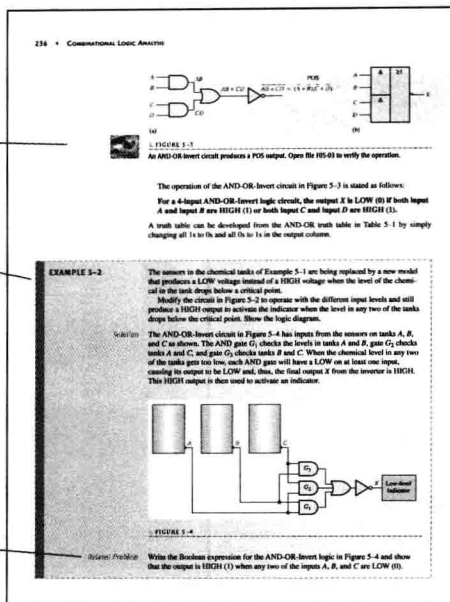 236 • COMBINATIONAL LOGIC ANALYSIS
A
B
C
D
AB
CD
AB + CD
POS
A
B
C
D
&
&
≥1
X
(a)
(b)
FIGURE 5–3
An AND-OR-Invert circuit produces a POS output. Open file F05-03 to verify the operation.
The operation of the AND-OR-Invert circuit in Figure 5–3 is stated as follows:
For a 4-input AND-OR-Invert logic circuit, the output X is LOW (0) if both input
A and input B are HIGH (1) or both input C and input D are HIGH (1).
A truth table can be developed from the AND-OR truth table in Table 5–1 by simply
changing all 1s to 0s and all 0s to 1s in the output column.
EXAMPLE 5–2
The sensors in the chemical tanks of Example 5–1 are being replaced by a new model
that produces a LOW voltage instead of a HIGH voltage when the level of the chemi-
cal in the tank drops below a critical point.
Modify the circuit in Figure 5–2 to operate with the different input levels and still
produce a HIGH output to activate the indicator when the level in any two of the tanks
drops below the critical point. Show the logic diagram.
Solution
The AND-OR-Invert circuit in Figure 5–4 has inputs from the sensors on tanks A, B,
and C as shown. The AND gate G₁ checks the levels in tanks A and B, gate G₂ checks
tanks A and C, and gate G₃ checks tanks B and C. When the chemical level in any two
of the tanks gets too low, each AND gate will have a LOW on at least one input,
causing its output to be LOW and, thus, the final output X from the inverter is HIGH.
This HIGH output is then used to activate an indicator.
A
B
C
G₃
G₂
G₁
X
Low-level
indicator
FIGURE 5–4
Related Problem
Write the Boolean expression for the AND-OR-Invert logic in Figure 5–4 and show
that the output is HIGH (1) when any two of the inputs A, B, and C are LOW (0).